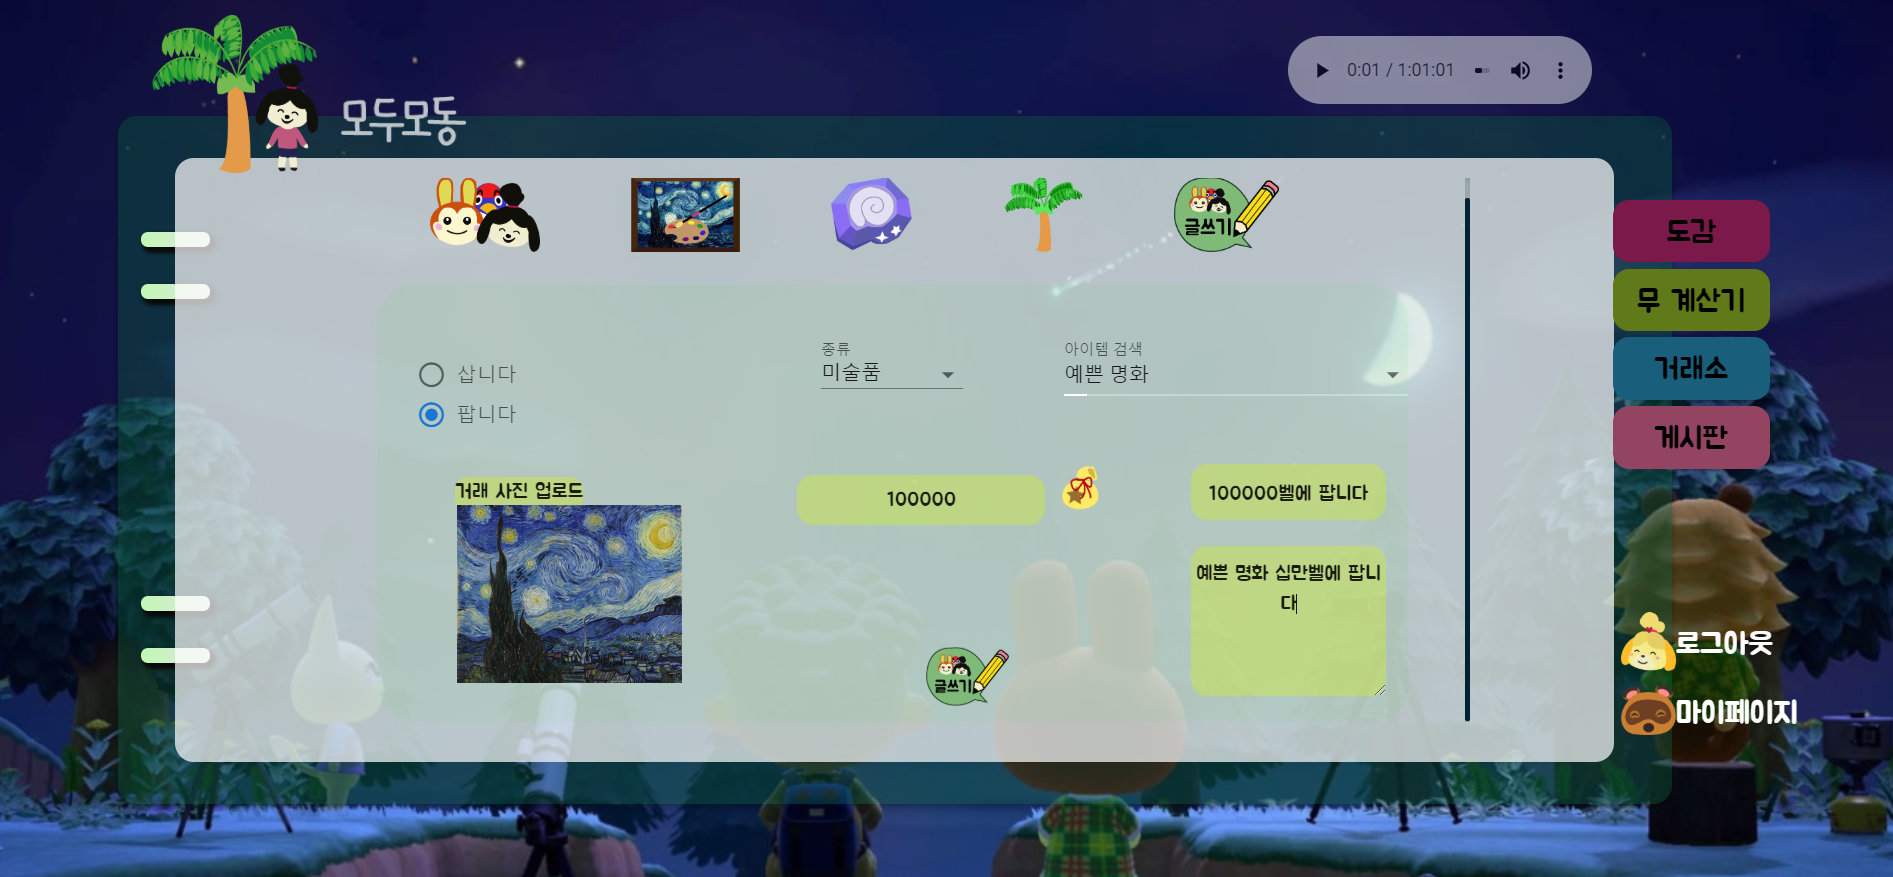 모두모동
0:01 / 1:01:01
글쓰기
도감
무 계산기
거래소
게시판
삽니다
팝니다
종류
미술품
아이템 검색
예쁜 명화
거래 사진 업로드
100000
100000벨에 팝니다
예쁜 명화 십만벨에 팝니
대
글쓰기
로그아웃
마이페이지